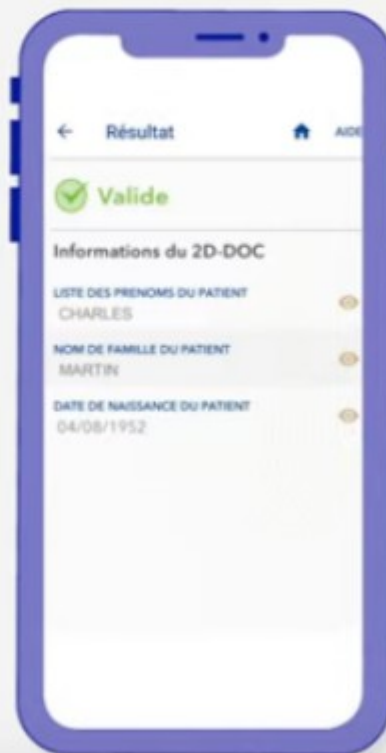 Résultat AIDE
Valide
Informations du 2D-DOC
LISTE DES PRENOMS DU PATIENT
CHARLES
NOM DE FAMILLE DU PATIENT
MARTIN
DATE DE NAISSANCE DU PATIENT
04/08/1952